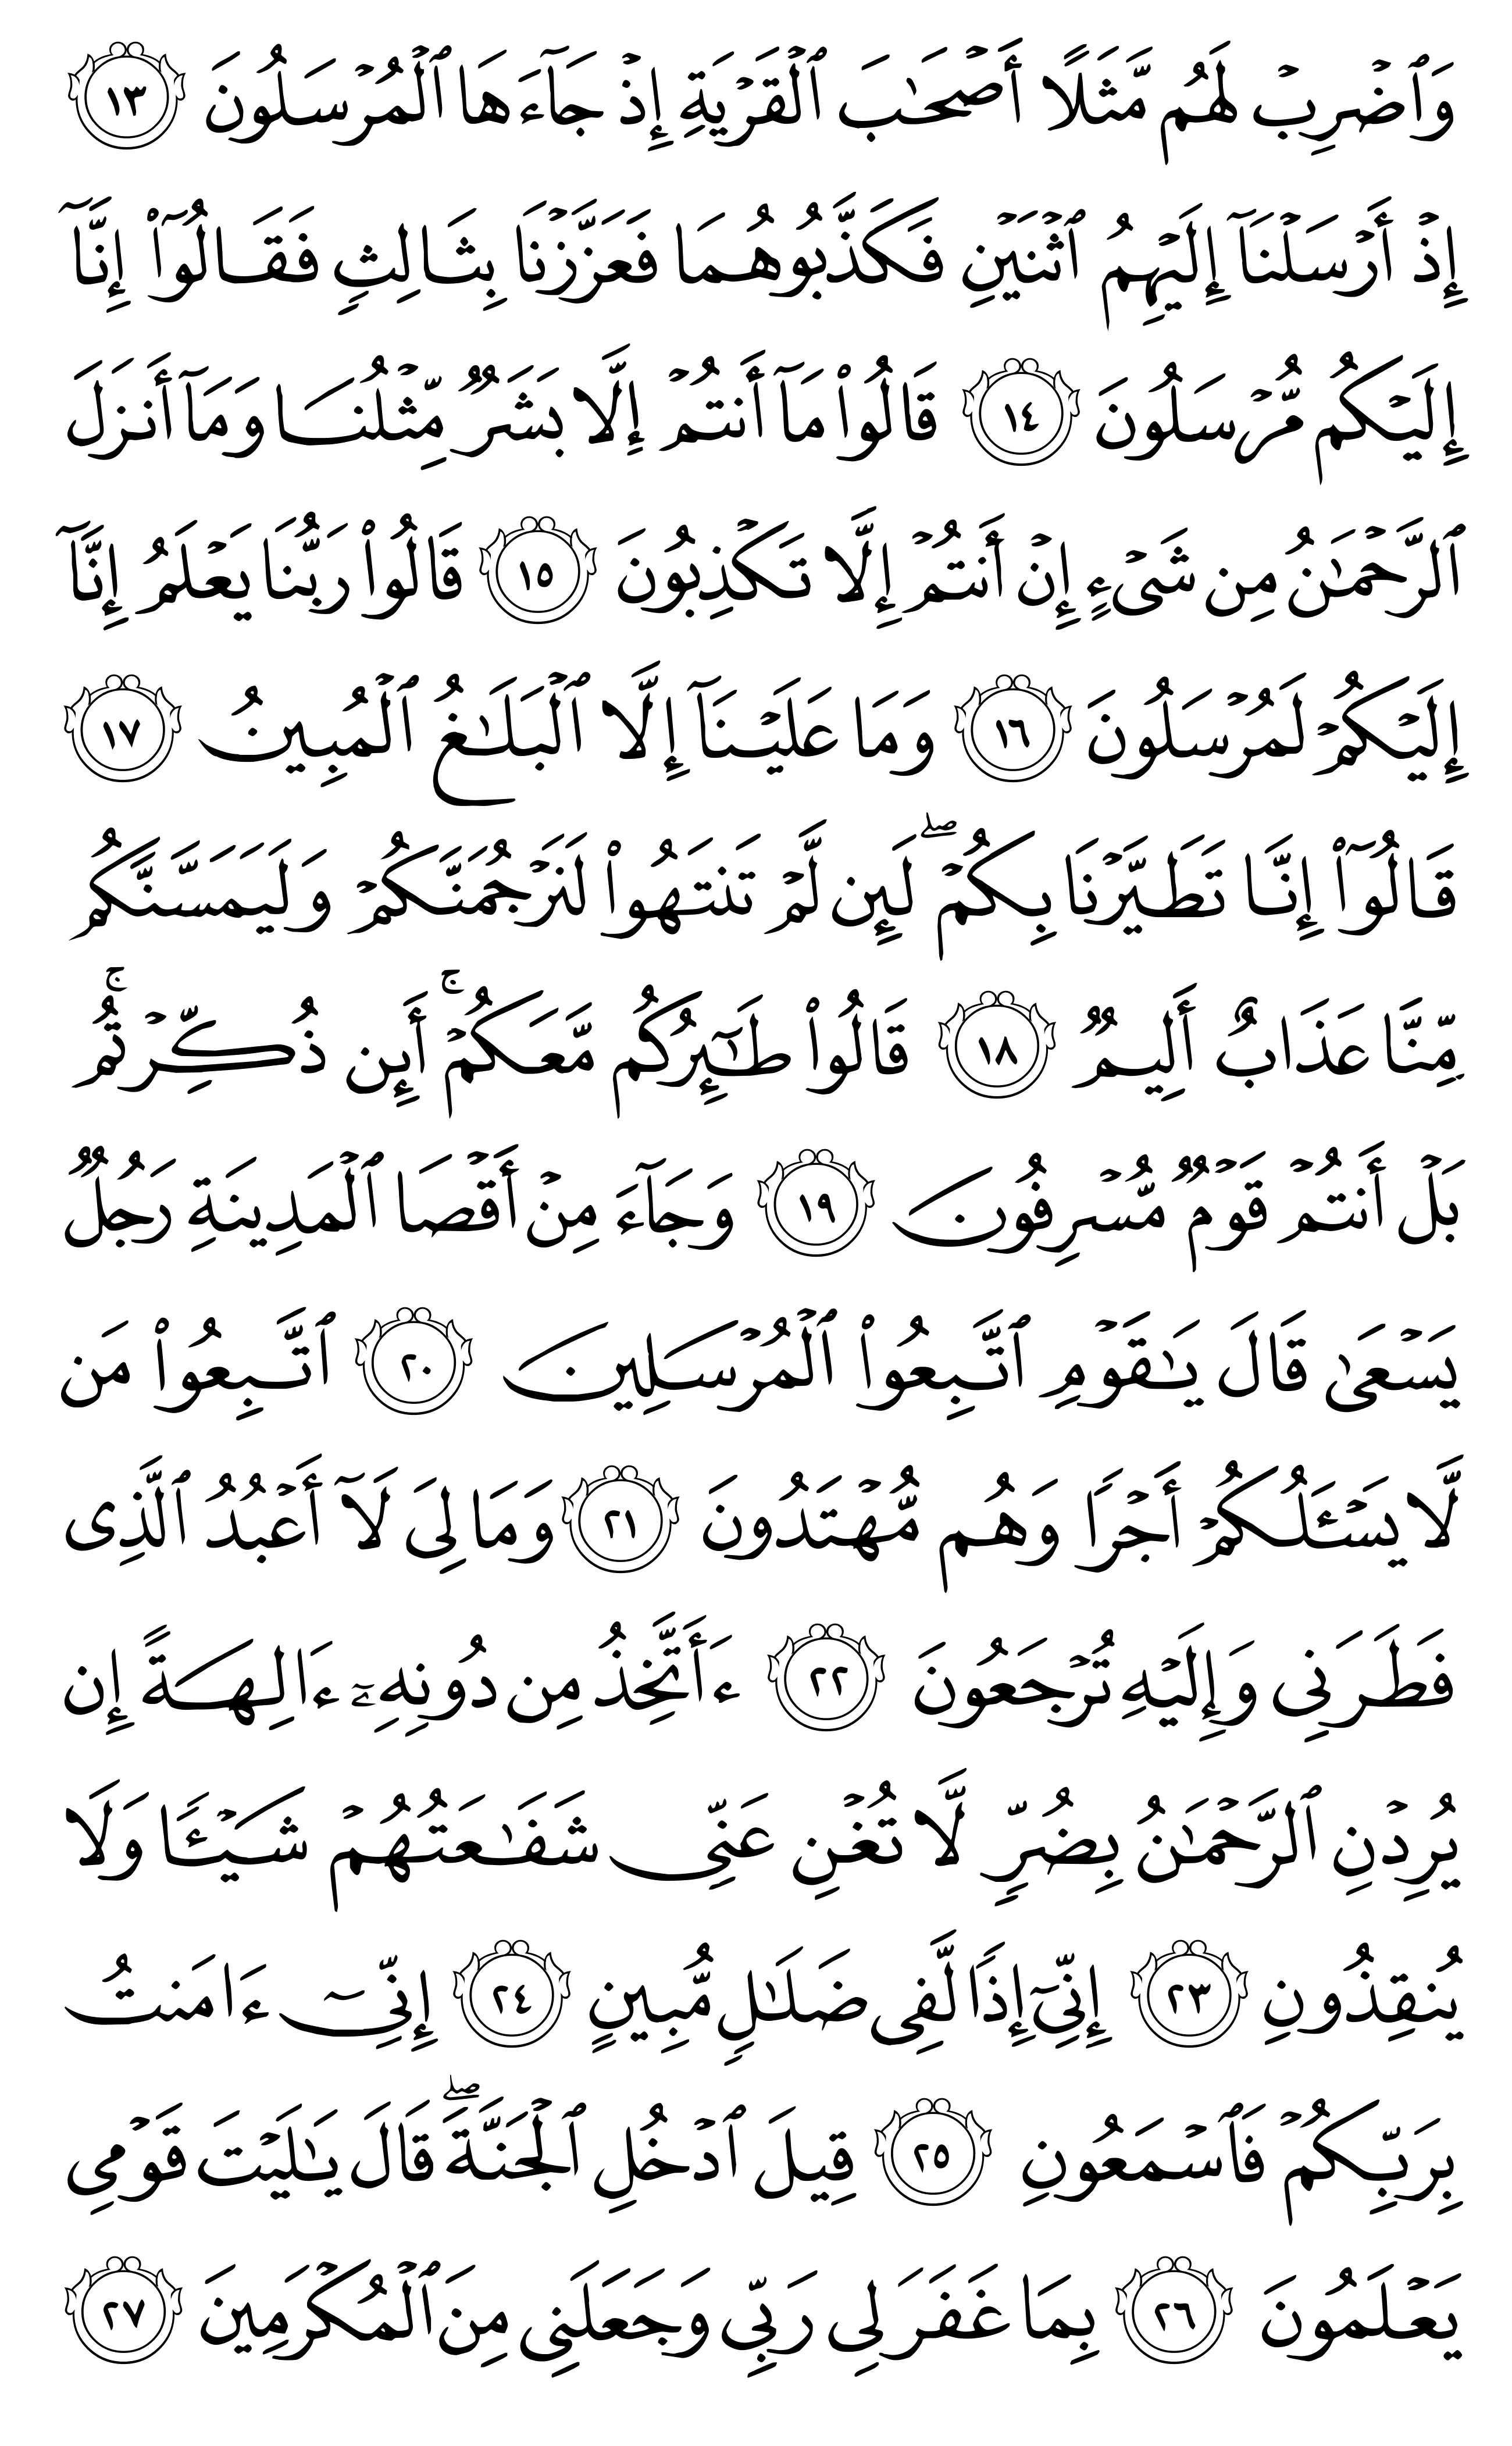 وَٱضۡرِبۡ لَهُم مَّثَلًا أَصۡحَٰبَ ٱلۡقَرۡيَةِ إِذۡ جَآءَهَا ٱلۡمُرۡسَلُونَ ١٣
إِذۡ أَرۡسَلۡنَآ إِلَيۡهِمُ ٱثۡنَيۡنِ فَكَذَّبُوهُمَا فَعَزَّزۡنَا بِثَالِثٖ فَقَالُوٓاْ إِنَّآ
إِلَيۡكُم مُّرۡسَلُونَ ١٤ قَالُواْ مَآ أَنتُمۡ إِلَّا بَشَرٞ مِّثۡلُنَا وَمَآ أَنزَلَ
ٱلرَّحۡمَٰنُ مِن شَيۡءٍ إِنۡ أَنتُمۡ إِلَّا تَكۡذِبُونَ ١٥ قَالُواْ رَبُّنَا يَعۡلَمُ إِنَّآ
إِلَيۡكُمۡ لَمُرۡسَلُونَ ١٦ وَمَا عَلَيۡنَآ إِلَّا ٱلۡبَلَٰغُ ٱلۡمُبِينُ ١٧
قَالُوٓاْ إِنَّا تَطَيَّرۡنَا بِكُمۡۖ لَئِن لَّمۡ تَنتَهُواْ لَنَرۡجُمَنَّكُمۡ وَلَيَمَسَّنَّكُم
مِّنَّا عَذَابٌ أَلِيمٞ ١٨ قَالُواْ طَٰٓئِرُكُم مَّعَكُمۡۚ أَئِن ذُكِّرۡتُمۚ
بَلۡ أَنتُمۡ قَوۡمٞ مُّسۡرِفُونَ ١٩ وَجَآءَ مِنۡ أَقۡصَا ٱلۡمَدِينَةِ رَجُلٞ
يَسۡعَىٰ قَالَ يَٰقَوۡمِ ٱتَّبِعُواْ ٱلۡمُرۡسَلِينَ ٢٠ ٱتَّبِعُواْ مَن
لَّا يَسۡـَٔلُكُمۡ أَجۡرٗا وَهُم مُّهۡتَدُونَ ٢١ وَمَا لِيَ لَآ أَعۡبُدُ ٱلَّذِي
فَطَرَنِي وَإِلَيۡهِ تُرۡجَعُونَ ٢٢ ءَأَتَّخِذُ مِن دُونِهِۦٓ ءَالِهَةً إِن
يُرِدۡنِ ٱلرَّحۡمَٰنُ بِضُرّٖ لَّا تُغۡنِ عَنِّي شَفَٰعَتُهُمۡ شَيۡـٔٗا وَلَا
يُنقِذُونِ ٢٣ إِنِّيٓ إِذٗا لَّفِي ضَلَٰلٖ مُّبِينٍ ٢٤ إِنِّيٓ ءَامَنتُ
بِرَبِّكُمۡ فَٱسۡمَعُونِ ٢٥ قِيلَ ٱدۡخُلِ ٱلۡجَنَّةَۖ قَالَ يَٰلَيۡتَ قَوۡمِي
يَعۡلَمُونَ ٢٦ بِمَا غَفَرَ لِي رَبِّي وَجَعَلَنِي مِنَ ٱلۡمُكۡرَمِينَ ٢٧